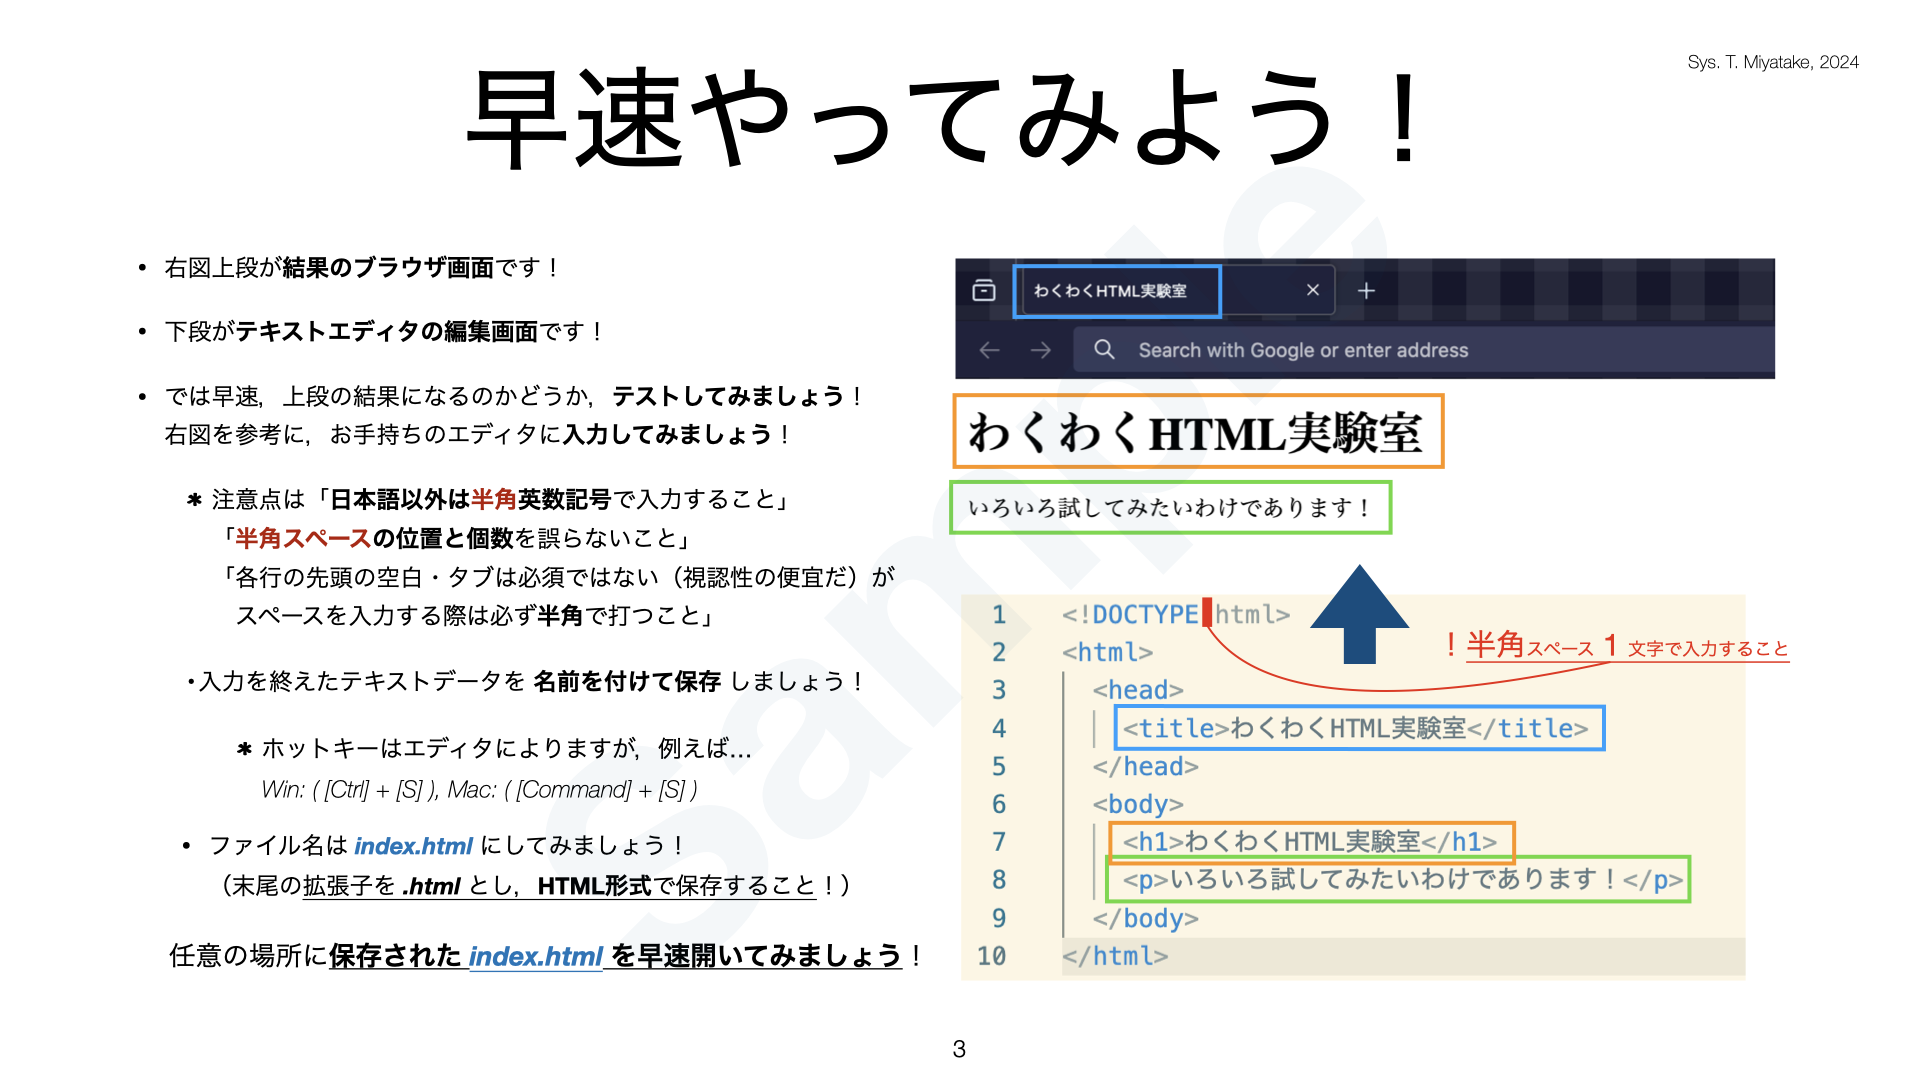 Sys. T. Miyatake, 2024
早速やってみよう！
• 右図上段が結果のブラウザ画面です！
• 下段がテキストエディタの編集画面です！
• では早速，上段の結果になるのかどうか，テストしてみましょう！
右図を参考に，お手持ちのエディタに入力してみましょう！
＊ 注意点は「日本語以外は半角英数記号で入力すること」
「半角スペースの位置と個数を誤らないこと」
「各行の先頭の空白・タブは必須ではない（視認性の便宜だ）が
スペースを入力する際は必ず半角で打つこと」
・入力を終えたテキストデータを 名前を付けて保存 しましょう！
＊ ホットキーはエディタによりますが，例えば…
Win: ( [Ctrl] + [S] ), Mac: ( [Command] + [S] )
• ファイル名は index.html にしてみましょう！
（末尾の拡張子を .html とし，HTML形式で保存すること！）
任意の場所に保存された index.html を早速開いてみましょう！
わくわくHTML実験室
Search with Google or enter address
わくわくHTML実験室
いろいろ試してみたいわけであります！
1 <!DOCTYPE html>
！半角スペース 1 文字で入力すること
2 <html>
3 <head>
4 <title>わくわくHTML実験室</title>
5 </head>
6 <body>
7 <h1>わくわくHTML実験室</h1>
8 <p>いろいろ試してみたいわけであります！</p>
9 </body>
10 </html>
Sample
3